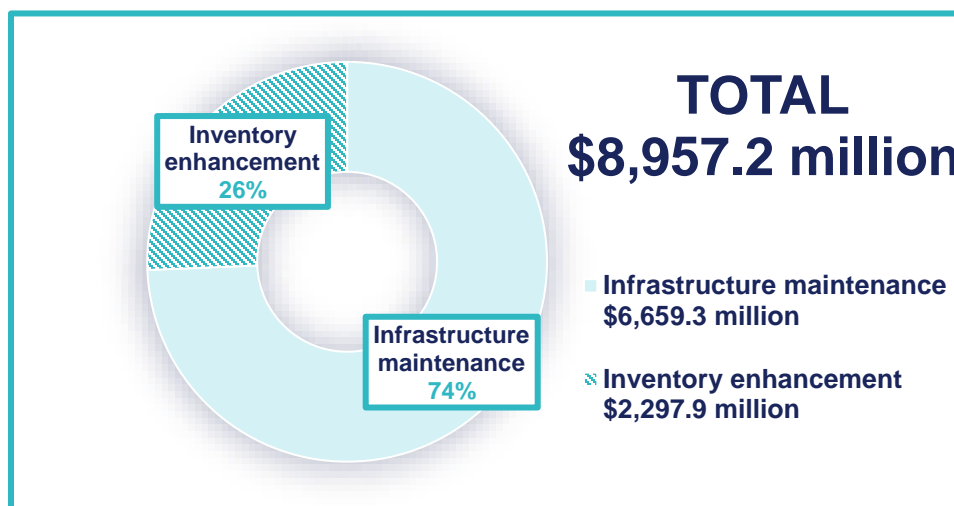 TOTAL
$8,957.2 million
Inventory
enhancement
26%
Infrastructure
maintenance
74%
Infrastructure maintenance
$6,659.3 million
Inventory enhancement
$2,297.9 million